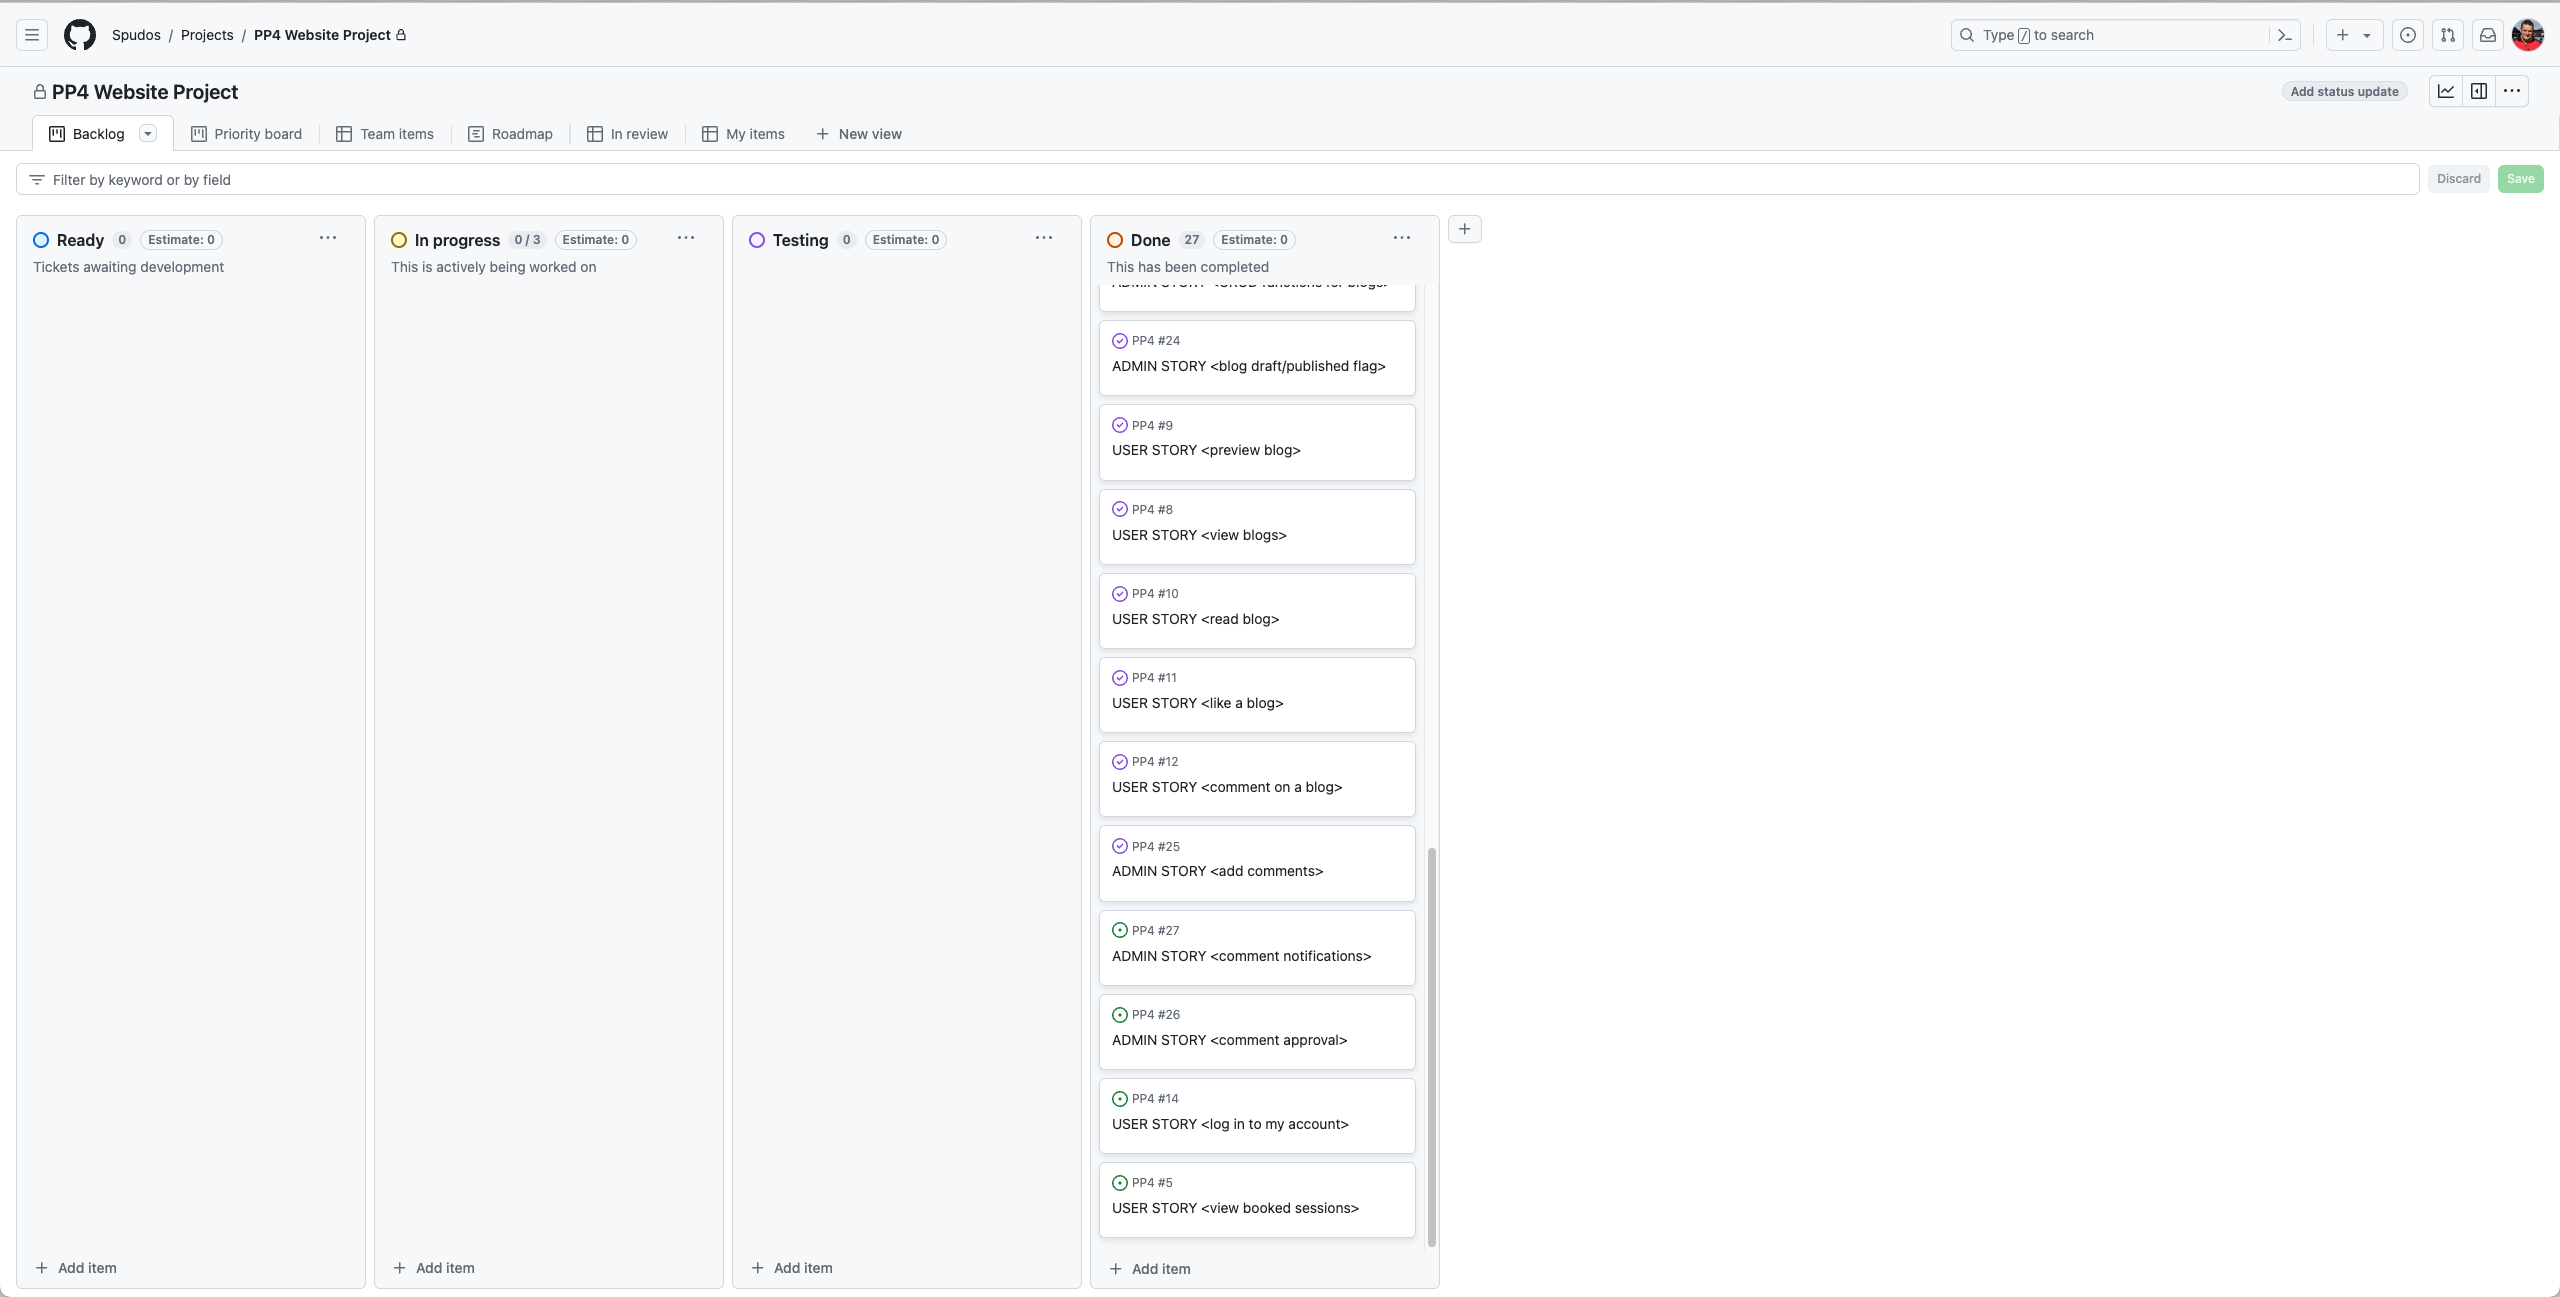 Spudos / Projects / PP4 Website Project
Type / to search
PP4 Website Project
Add status update
Backlog
Priority board
Team items
Roadmap
In review
My items
New view
Filter by keyword or by field
Discard
Save
Ready 0 Estimate: 0
Tickets awaiting development
Add item
In progress 0 / 3 Estimate: 0
This is actively being worked on
Add item
Testing 0 Estimate: 0
Add item
Done 27 Estimate: 0
This has been completed
ADMIN STORY <CRUD functions for blogs>
PP4 #24
ADMIN STORY <blog draft/published flag>
PP4 #9
USER STORY <preview blog>
PP4 #8
USER STORY <view blogs>
PP4 #10
USER STORY <read blog>
PP4 #11
USER STORY <like a blog>
PP4 #12
USER STORY <comment on a blog>
PP4 #25
ADMIN STORY <add comments>
PP4 #27
ADMIN STORY <comment notifications>
PP4 #26
ADMIN STORY <comment approval>
PP4 #14
USER STORY <log in to my account>
PP4 #5
USER STORY <view booked sessions>
Add item